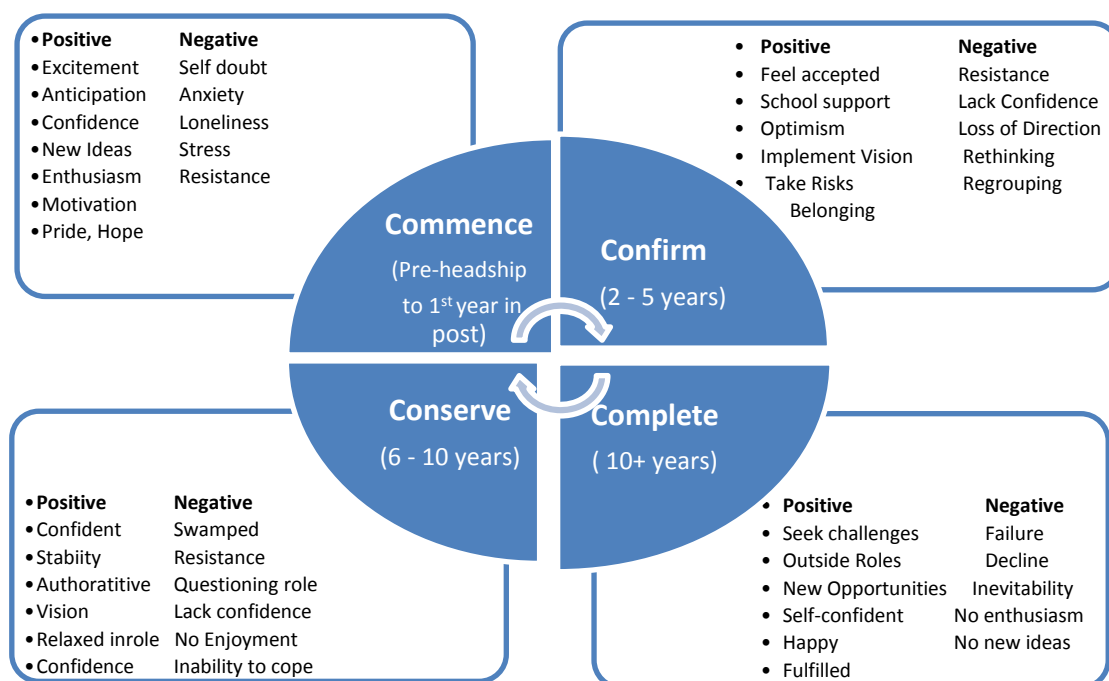 •Positive Negative
•Excitement Self doubt
•Anticipation Anxiety
•Confidence Loneliness
•New Ideas Stress
•Enthusiasm Resistance
•Motivation
•Pride, Hope
• Positive Negative
• Feel accepted Resistance
• School support Lack Confidence
• Optimism Loss of Direction
• Implement Vision Rethinking
• Take Risks Regrouping
Belonging
Commence
(Pre-headship
to 1st year in
post)
Confirm
(2 - 5 years)
Conserve
(6 - 10 years)
Complete
( 10+ years)
•Positive Negative
•Confident Swamped
•Stabiity Resistance
•Authoratitive Questioning role
•Vision Lack confidence
•Relaxed inrole No Enjoyment
•Confidence Inability to cope
• Positive Negative
• Seek challenges Failure
• Outside Roles Decline
• New Opportunities Inevitability
• Self-confident No enthusiasm
• Happy No new ideas
• Fulfilled